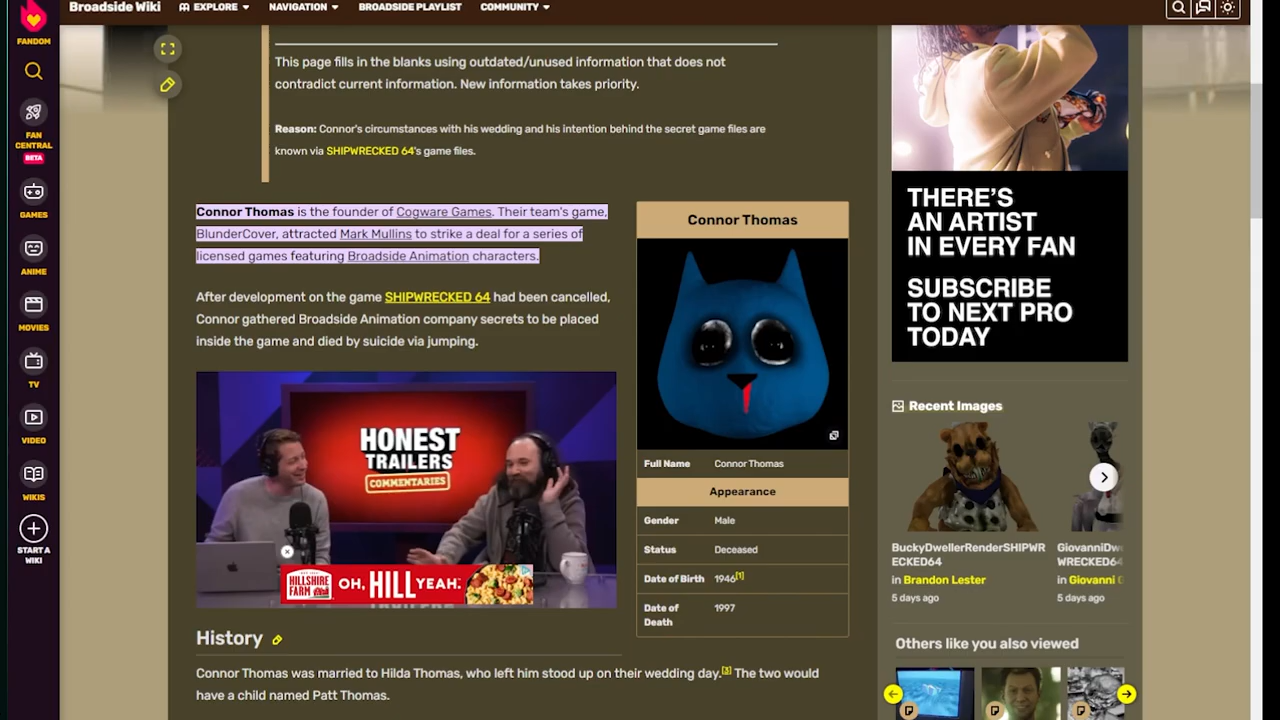 Broadside Wiki
EXPLORE
NAVIGATION
BROADSIDE PLAYLIST
COMMUNITY
FANDOM
FAN
CENTRAL
BETA
GAMES
ANIME
MOVIES
TV
VIDEO
WIKIS
START A
WIKI
This page fills in the blanks using outdated/unused information that does not
contradict current information. New information takes priority.
Reason: Connor's circumstances with his wedding and his intention behind the secret game files are
known via SHIPWRECKED 64's game files.
Connor Thomas is the founder of Cogware Games. Their team's game,
BlunderCover, attracted Mark Mullins to strike a deal for a series of
licensed games featuring Broadside Animation characters.
After development on the game SHIPWRECKED 64 had been cancelled,
Connor gathered Broadside Animation company secrets to be placed
inside the game and died by suicide via jumping.
HONEST
TRAILERS
COMMENTARIES
HILLSHIRE
FARM
OH, HILL YEAH:
History
Connor Thomas was married to Hilda Thomas, who left him stood up on their wedding day.[3] The two would
have a child named Patt Thomas.
Connor Thomas
Full Name Connor Thomas
Appearance
Gender Male
Status Deceased
Date of Birth 1946[1]
Date of
Death
1997
THERE'S
AN ARTIST
IN EVERY FAN
SUBSCRIBE
TO NEXT PRO
TODAY
Recent Images
BuckyDwellerRenderSHIPWR
ECKED64
in Brandon Lester
5 days ago
GiovanniDw
WRECKED64
in Giovanni G
5 days ago
Others like you also viewed